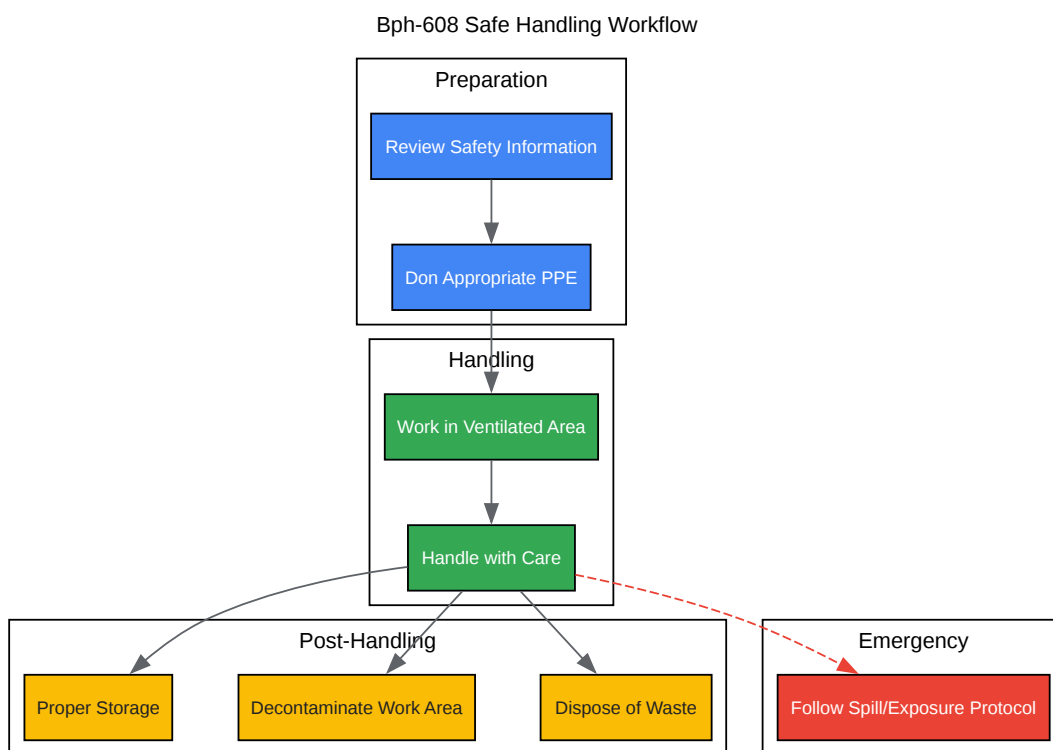 Bph-608 Safe Handling Workflow
Preparation
Review Safety Information
Don Appropriate PPE
Handling
Work in Ventilated Area
Handle with Care
Post-Handling
Emergency
Proper Storage
Decontaminate Work Area
Dispose of Waste
Follow Spill/Exposure Protocol